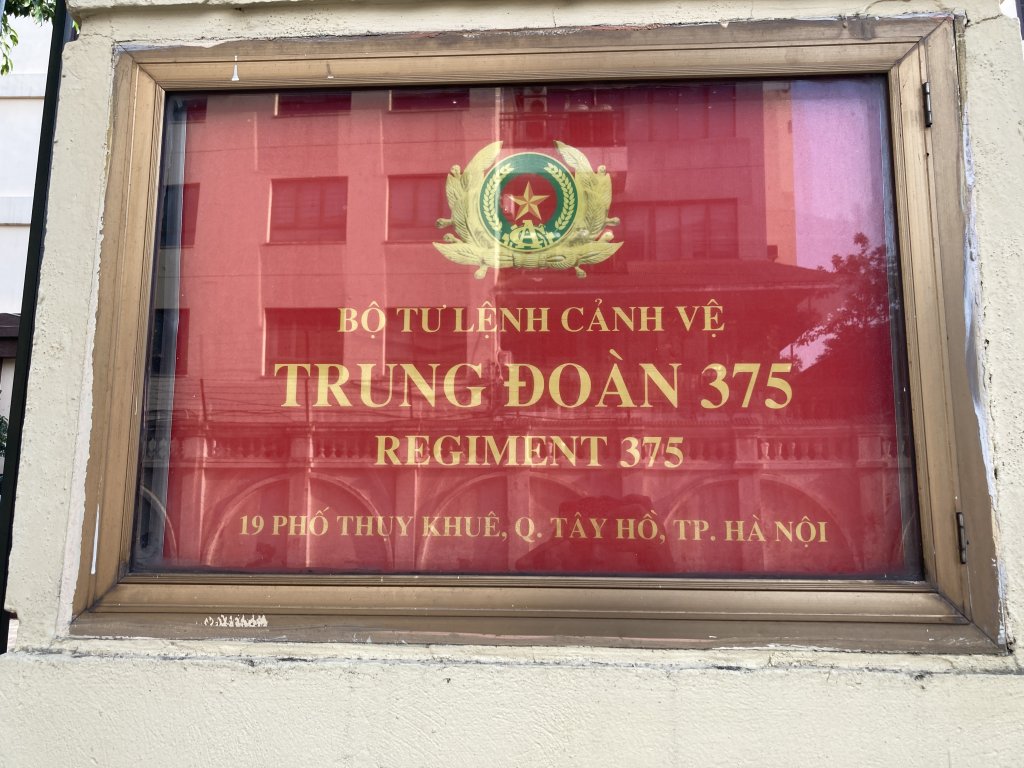 BỘ TƯ LỆNH CẢNH VỆ
TRUNG ĐOÀN 375
REGIMENT 375
19 PHỐ THỤY KHUÊ, Q. TÂY HỒ, TP. HÀ NỘI